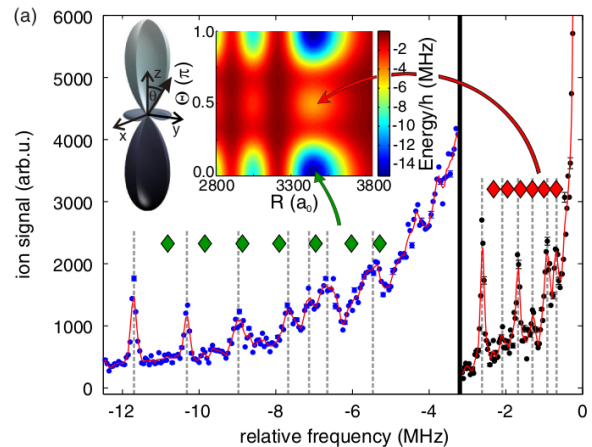 (a)
z
θ
x
y
Θ (π)
1.0
0.5
0.0
2800
3400
3800
R (a₀)
-2
-4
-6
-8
-10
-12
-14
Energy/h (MHz)
6000
5000
4000
3000
2000
1000
0
ion signal (arb.u.)
-12
-10
-8
-6
-4
-2
0
relative frequency (MHz)